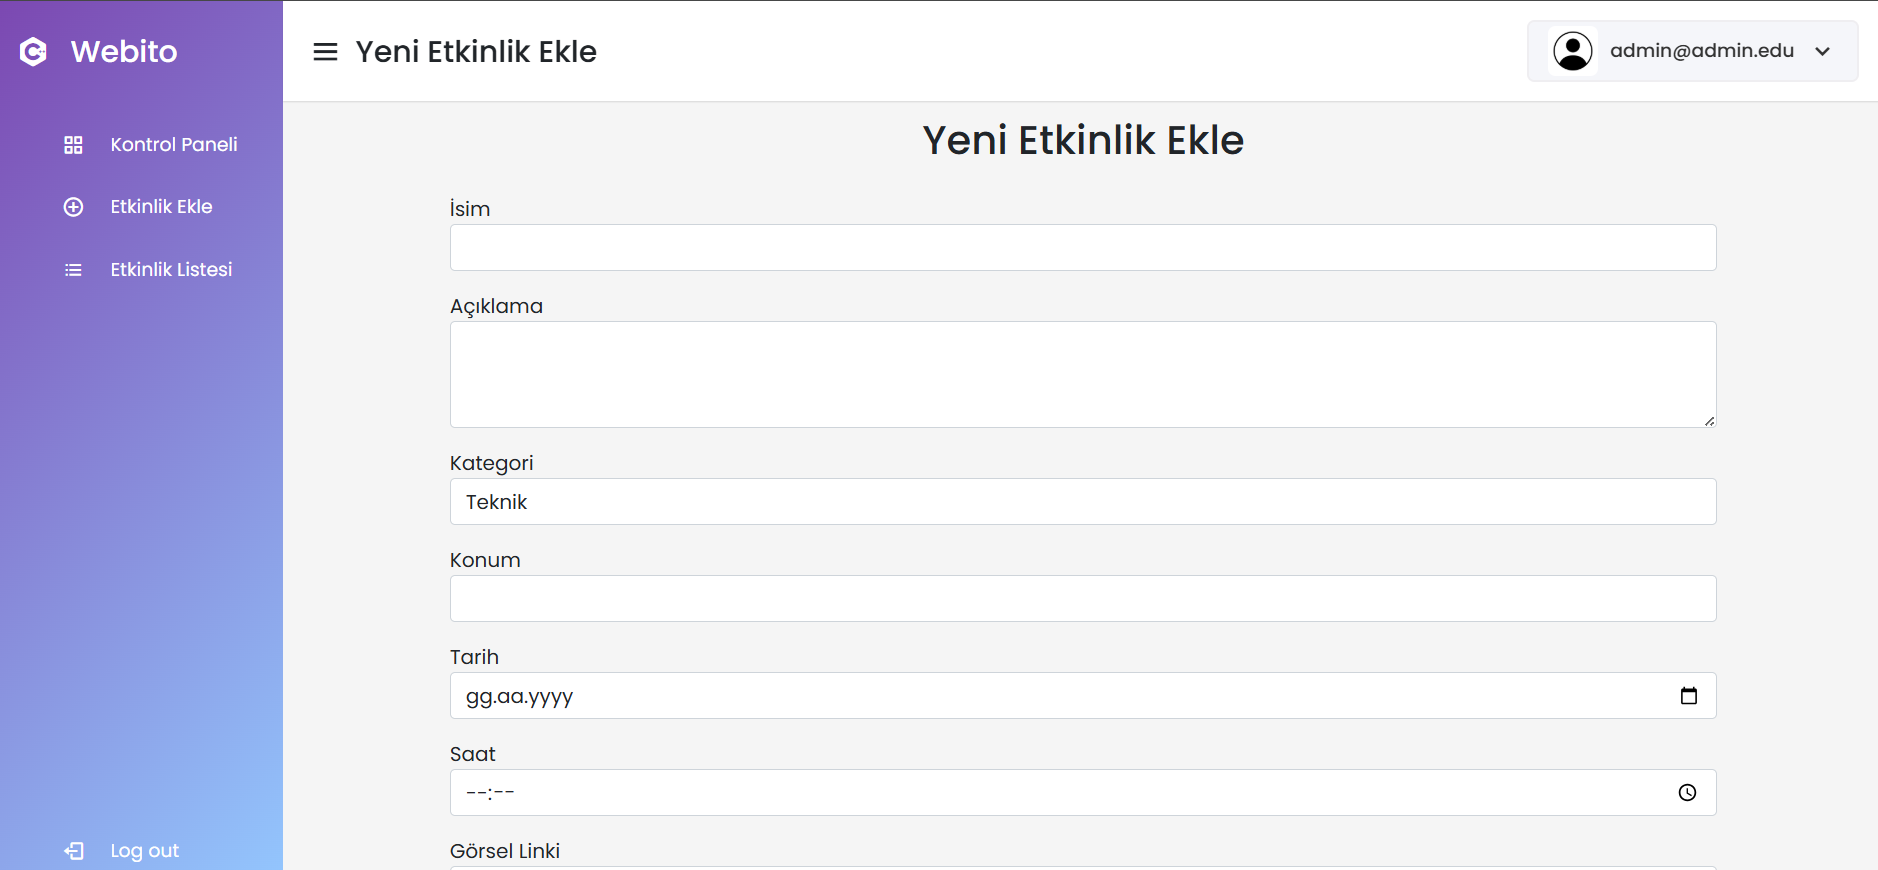 Webito
Kontrol Paneli
Etkinlik Ekle
Etkinlik Listesi
Log out
Yeni Etkinlik Ekle
admin@admin.edu
Yeni Etkinlik Ekle
İsim
Açıklama
Kategori
Teknik
Konum
Tarih
gg.aa.yyyy
Saat
--:--
Görsel Linki